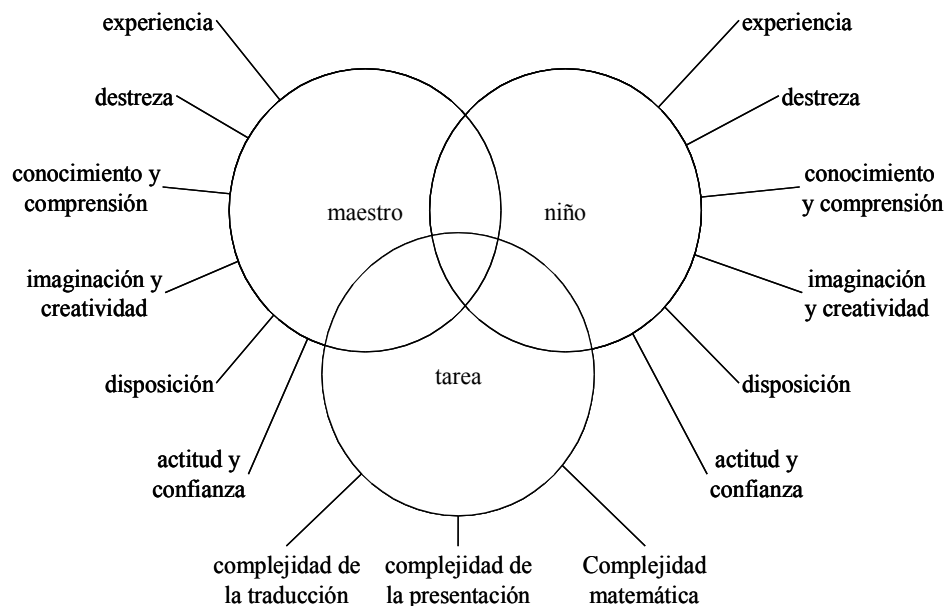 experiencia
destreza
conocimiento y
comprensión
imaginación y
creatividad
disposición
actitud y
confianza
maestro
niño
tarea
experiencia
destreza
conocimiento
y comprensión
imaginación
y creatividad
disposición
actitud y
confianza
complejidad de
la traducción
complejidad de
la presentación
Complejidad
matemática